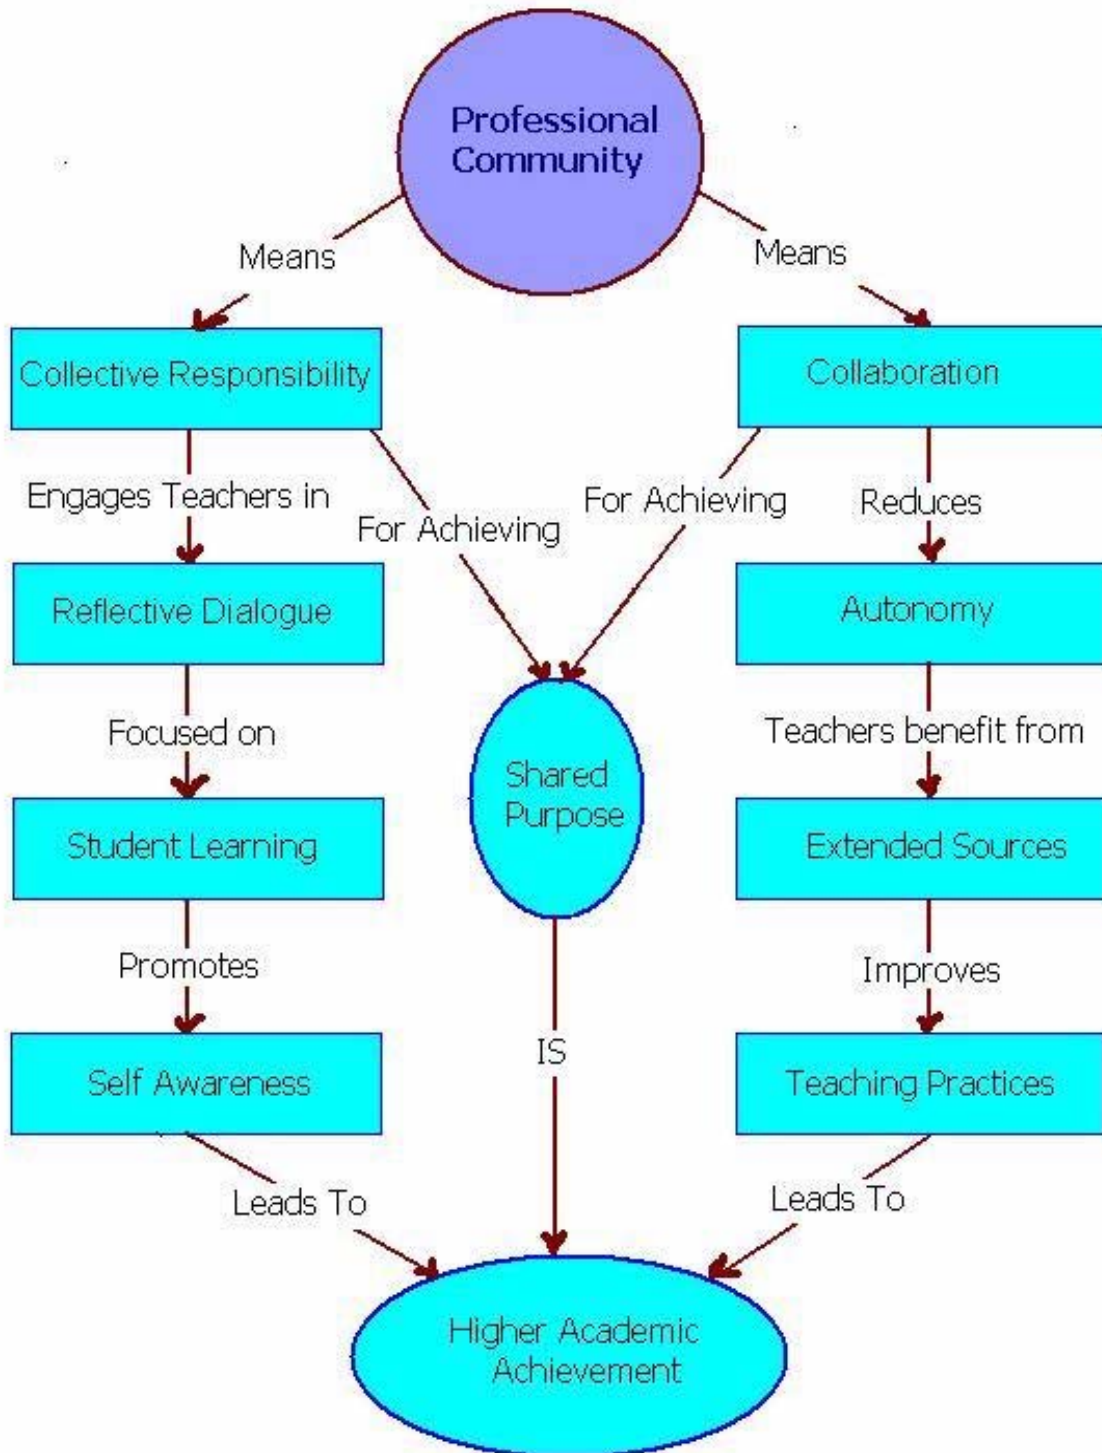 Professional
Community
Means
Means
Collective Responsibility
Collaboration
Engages Teachers in
For Achieving
For Achieving
Reduces
Reflective Dialogue
Autonomy
Focused on
Teachers benefit from
Shared
Purpose
Student Learning
Extended Sources
Promotes
Improves
IS
Self Awareness
Teaching Practices
Leads To
Leads To
Higher Academic
Achievement